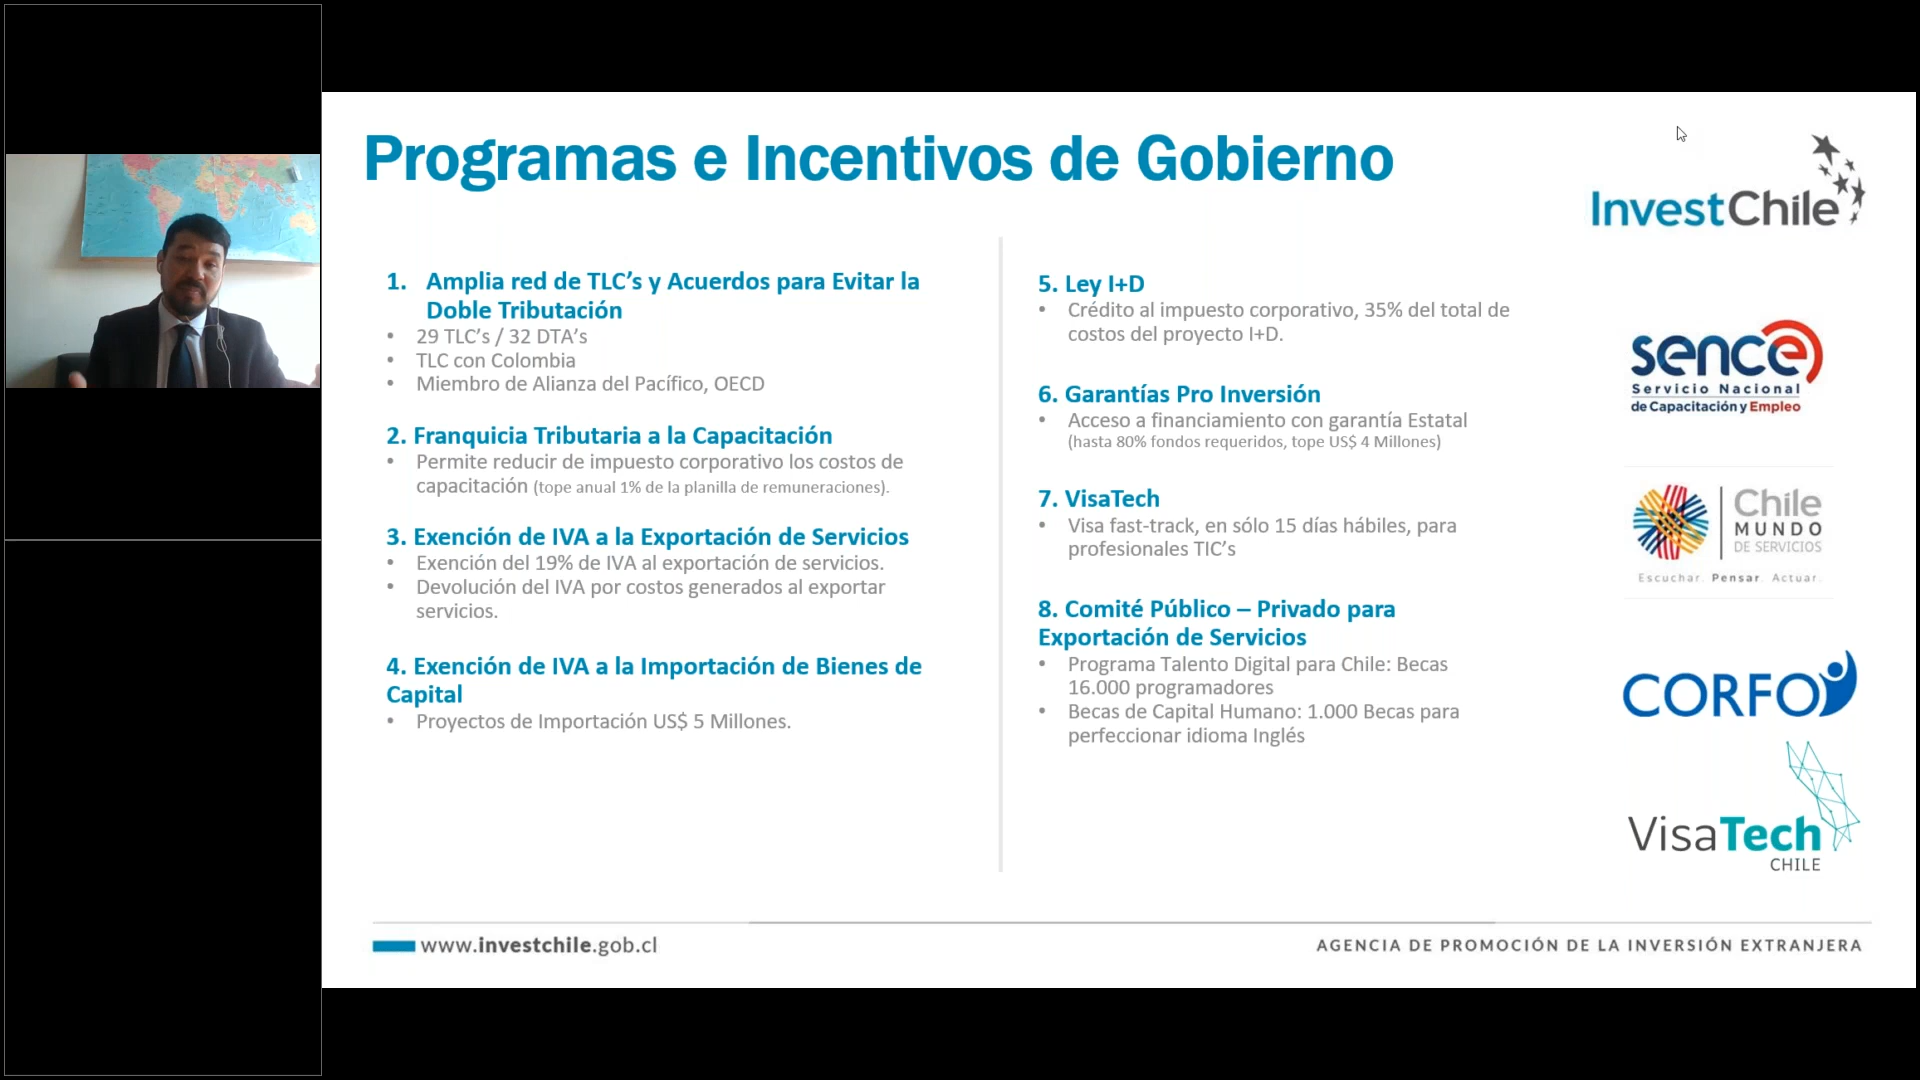 Programas e Incentivos de Gobierno
InvestChile
1. Amplia red de TLC’s y Acuerdos para Evitar la
Doble Tributación
• 29 TLC’s / 32 DTA’s
• TLC con Colombia
• Miembro de Alianza del Pacífico, OECD
2. Franquicia Tributaria a la Capacitación
• Permite reducir de impuesto corporativo los costos de
capacitación (tope anual 1% de la planilla de remuneraciones).
3. Exención de IVA a la Exportación de Servicios
• Exención del 19% de IVA al exportación de servicios.
• Devolución del IVA por costos generados al exportar
servicios.
4. Exención de IVA a la Importación de Bienes de
Capital
• Proyectos de Importación US$ 5 Millones.
5. Ley I+D
• Crédito al impuesto corporativo, 35% del total de
costos del proyecto I+D.
6. Garantías Pro Inversión
• Acceso a financiamiento con garantía Estatal
(hasta 80% fondos requeridos, tope US$ 4 Millones)
7. VisaTech
• Visa fast-track, en sólo 15 días hábiles, para
profesionales TIC’s
8. Comité Público – Privado para
Exportación de Servicios
• Programa Talento Digital para Chile: Becas
16.000 programadores
• Becas de Capital Humano: 1.000 Becas para
perfeccionar idioma Inglés
sence
Servicio Nacional
de Capacitación y Empleo
Chile
MUNDO
DE SERVICIOS
Escuchar. Pensar. Actuar.
CORFO
VisaTech
CHILE
www.investchile.gob.cl
AGENCIA DE PROMOCIÓN DE LA INVERSIÓN EXTRANJERA